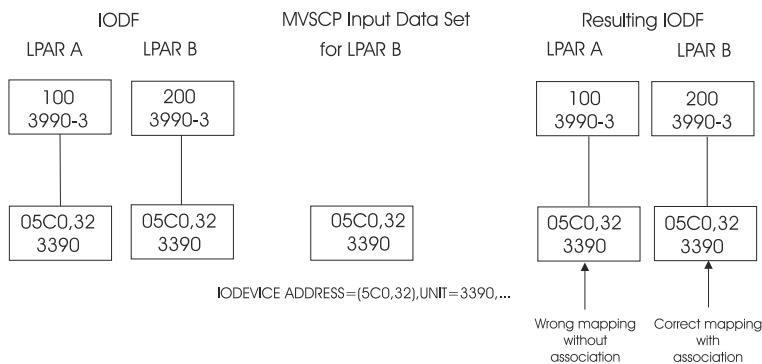 IODF
MVSCP Input Data Set
for LPAR B
Resulting IODF
LPAR A
LPAR B
LPAR A
LPAR B
100
3990-3
200
3990-3
100
3990-3
200
3990-3
05C0,32
3390
05C0,32
3390
05C0,32
3390
05C0,32
3390
05C0,32
3390
IODEVICE ADDRESS=(5C0,32),UNIT=3390,...
Wrong mapping
without
association
Correct mapping
with
association